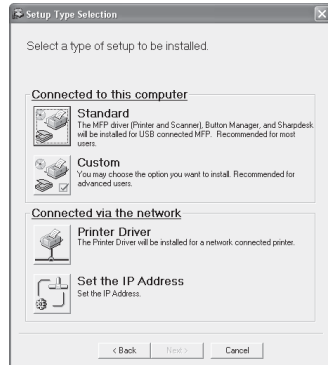 Setup Type Selection
Select a type of setup to be installed.
Connected to this computer
Standard
The MFP driver (Printer and Scanner), Button Manager, and Sharpdesk
will be installed for USB connected MFP. Recommended for most
users.
Custom
You may choose the option you want to install. Recommended for
advanced users.
Connected via the network
Printer Driver
The Printer Driver will be installed for a network connected printer.
Set the IP Address
Set the IP Address.
< Back
Next >
Cancel